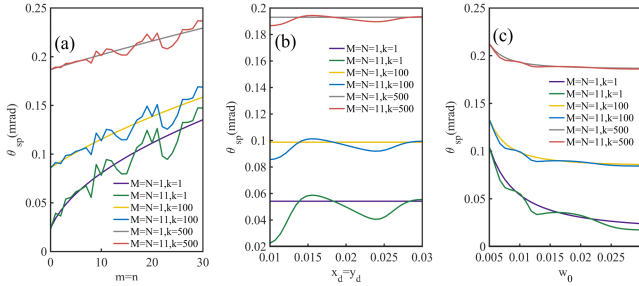 (a)
θsp(mrad)
0.25
0.2
0.15
0.1
0.05
0
0
10
20
30
m=n
M=N=1,k=1
M=N=11,k=1
M=N=1,k=100
M=N=11,k=100
M=N=1,k=500
M=N=11,k=500
(b)
θsp(mrad)
0.2
0.18
0.16
0.14
0.12
0.1
0.08
0.06
0.04
0.02
0.01
0.015
0.02
0.025
0.03
xd=yd
M=N=1,k=1
M=N=11,k=1
M=N=1,k=100
M=N=11,k=100
M=N=1,k=500
M=N=11,k=500
(c)
θsp(mrad)
0.25
0.2
0.15
0.1
0.05
0
0.005
0.01
0.015
0.02
0.025
w0
M=N=1,k=1
M=N=11,k=1
M=N=1,k=100
M=N=11,k=100
M=N=1,k=500
M=N=11,k=500